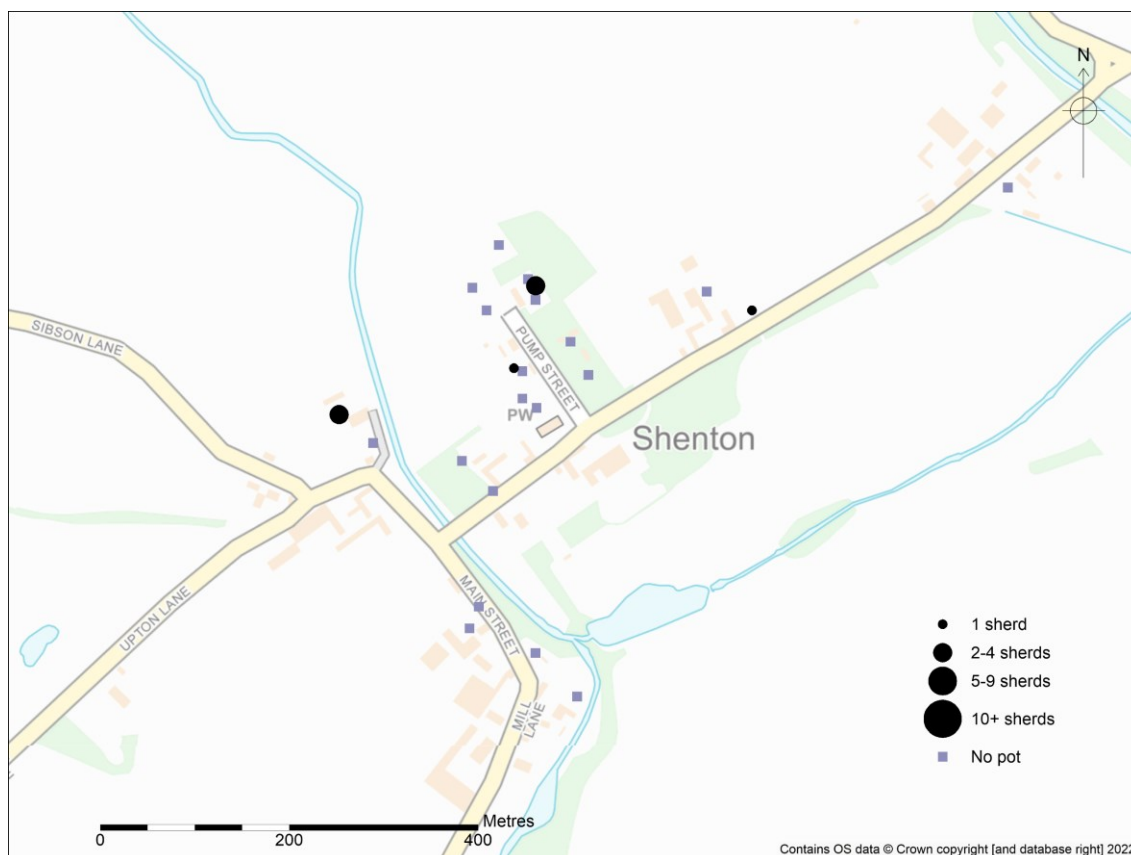 N
SIBSON LANE
PUMP STREET
PW
Shenton
UPTON LANE
MAIN STREET
MILL
LANE
1 sherd
2-4 sherds
5-9 sherds
10+ sherds
No pot
Metres
0 200 400
Contains OS data © Crown copyright [and database right] 2022